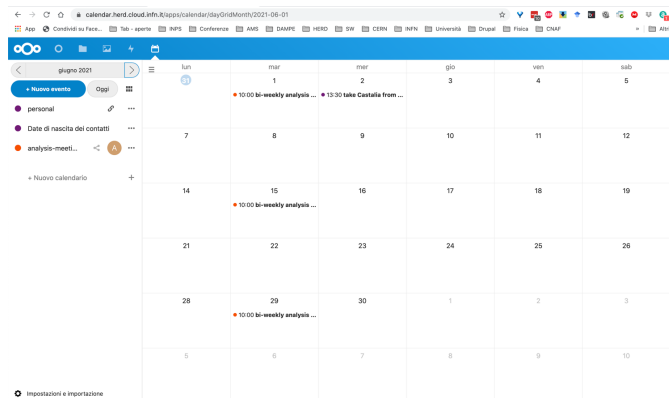 calendar.herd.cloud.infn.it/apps/calendar/dayGridMonth/2021-06-01
App Condividi su Face... Tab - aperte INPS Conferenze AMS DAMPE HERD SW CERN INFN Università Drupal Fisica CNAF » Altri
giugno 2021
+ Nuovo evento Oggi
personal
Date di nascita dei contatti
analysis-meeti... A
+ Nuovo calendario
Impostazioni e importazione
lun mar mer gio ven sab
31 1 2 3 4 5
10:00 bi-weekly analysis ... 13:30 take Castalia from ...
7 8 9 10 11 12
14 15 16 17 18 19
10:00 bi-weekly analysis ...
21 22 23 24 25 26
28 29 30 1 2 3
10:00 bi-weekly analysis ...
5 6 7 8 9 10